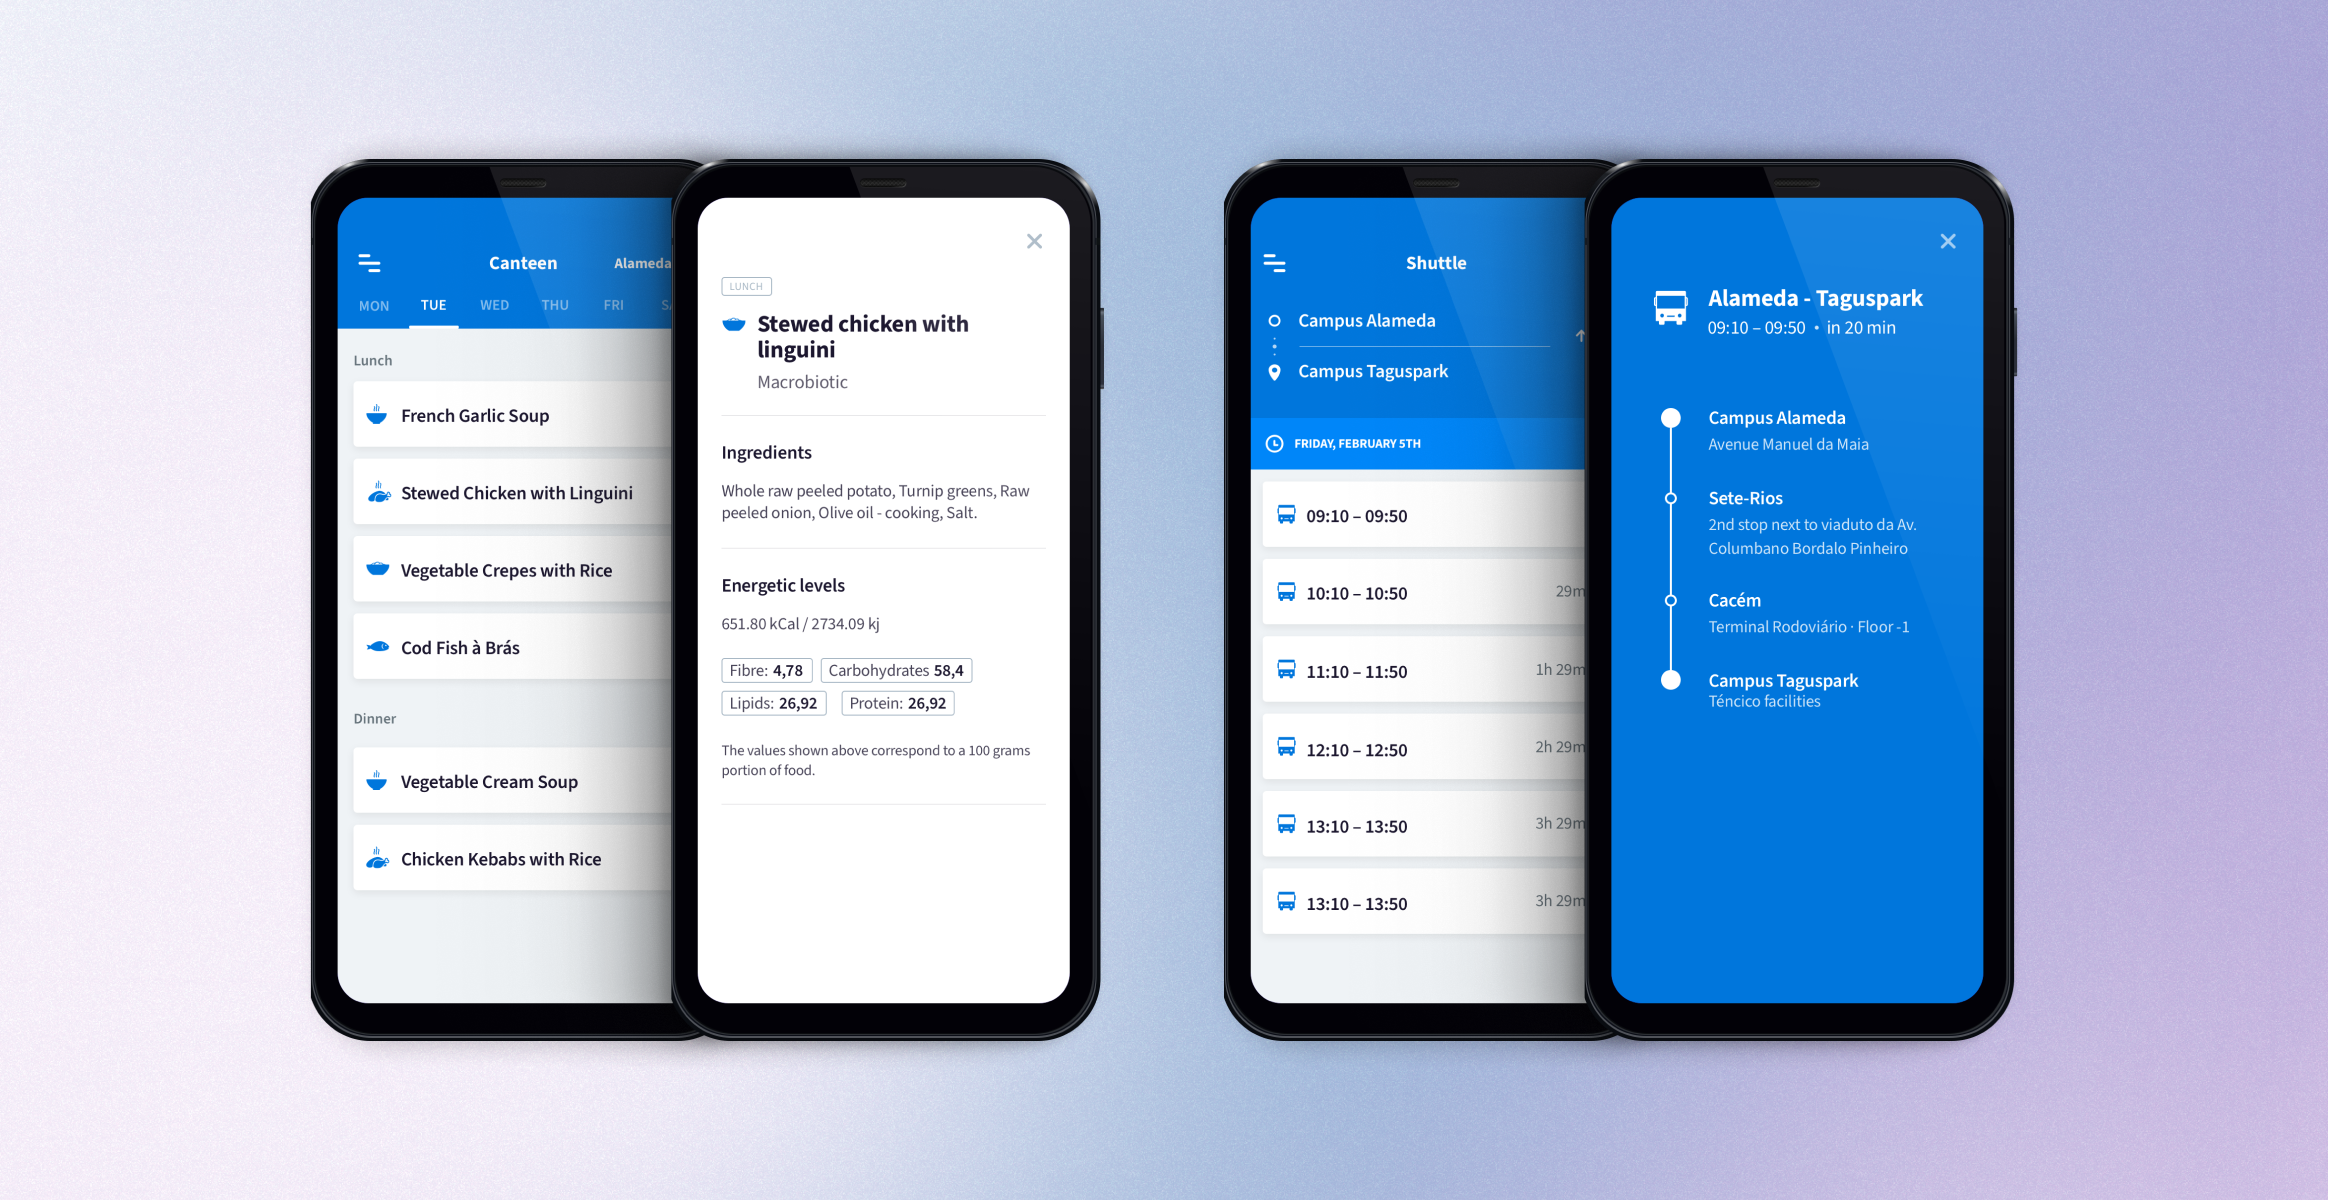 Canteen
Alameda
MON TUE WED THU FRI
Lunch
French Garlic Soup
Stewed Chicken with Linguini
Vegetable Crepes with Rice
Cod Fish à Brás
Dinner
Vegetable Cream Soup
Chicken Kebabs with Rice
LUNCH
Stewed chicken with
linguini
Macrobiotic
Ingredients
Whole raw peeled potato, Turnip greens, Raw
peeled onion, Olive oil - cooking, Salt.
Energetic levels
651.80 kCal / 2734.09 kj
Fibre: 4,78 Carbohydrates 58,4
Lipids: 26,92 Protein: 26,92
The values shown above correspond to a 100 grams
portion of food.
Shuttle
Campus Alameda
Campus Taguspark
FRIDAY, FEBRUARY 5TH
09:10 – 09:50
10:10 – 10:50 29m
11:10 – 11:50 1h 29m
12:10 – 12:50 2h 29m
13:10 – 13:50 3h 29m
13:10 – 13:50 3h 29m
Alameda - Taguspark
09:10 – 09:50 • in 20 min
Campus Alameda
Avenue Manuel da Maia
Sete-Rios
2nd stop next to viaduto da Av.
Columbano Bordalo Pinheiro
Cacém
Terminal Rodoviário · Floor -1
Campus Taguspark
Téncico facilities